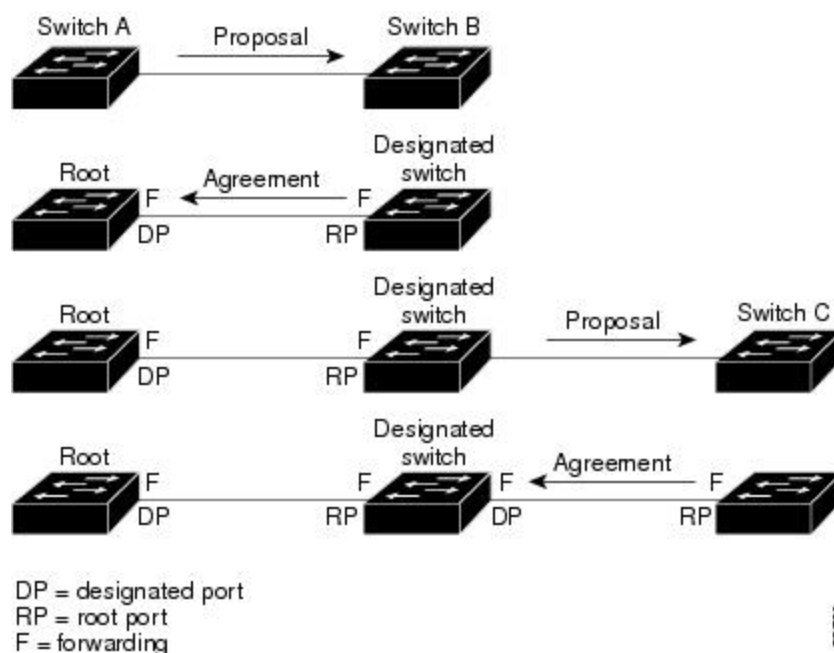 Switch A
Proposal
Switch B
Root
F
Agreement
F
Designated
switch
DP
RP
Root
F
F
Designated
switch
Proposal
Switch C
DP
RP
Root
F
F
Designated
switch
F
Agreement
F
DP
RP
DP
RP
DP = designated port
RP = root port
F = forwarding